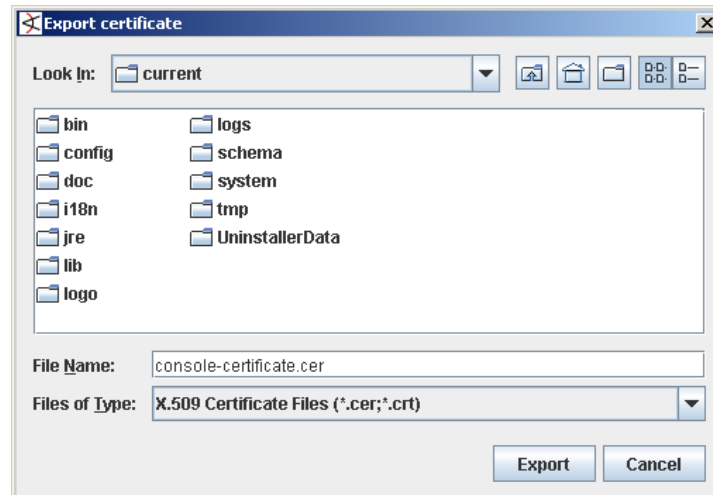 Export certificate
Look In: current
bin logs
config schema
doc system
i18n tmp
jre UninstallerData
lib
logo
File Name: console-certificate.cer
Files of Type: X.509 Certificate Files (*.cer;*.crt)
Export Cancel